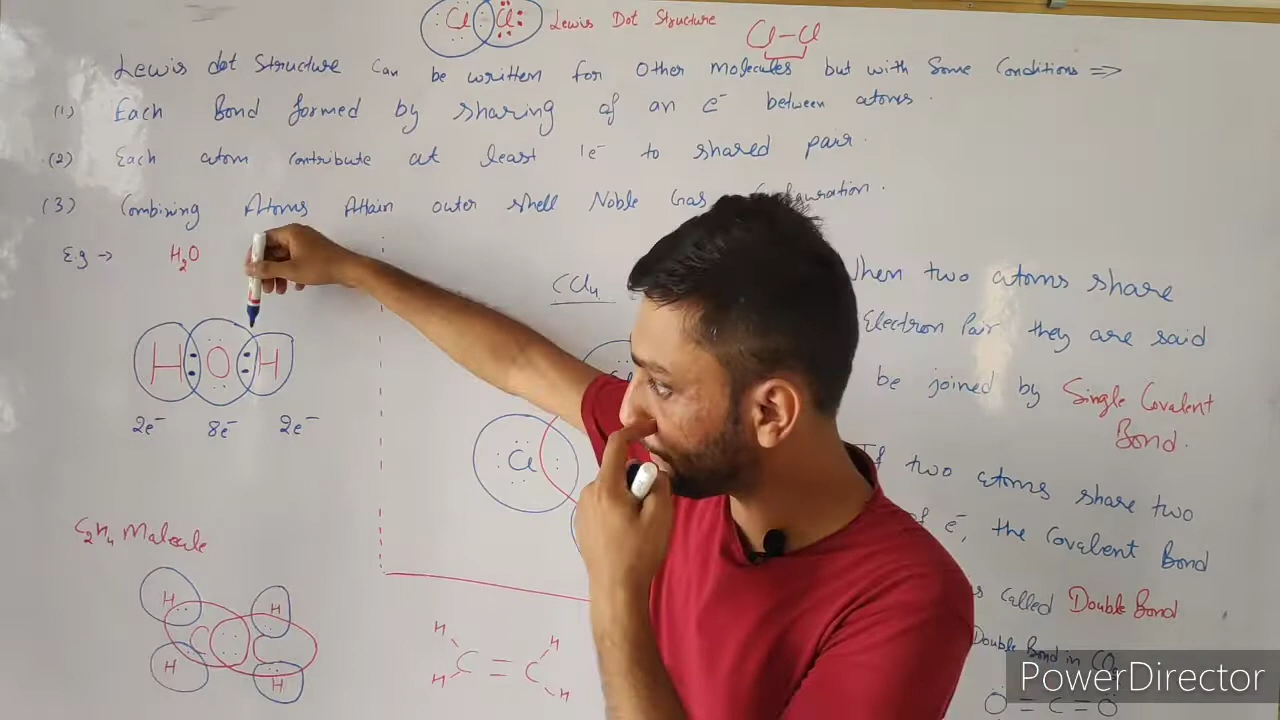 Cl Cl Lewis Dot Structure Cl-Cl
Lewis dot Structure Can be written for Other molecules but with Some Conditions ⇒
(1) Each Bond formed by sharing of an e⁻ between atoms.
(2) Each atom Contribute at least 1e⁻ to shared pair.
(3) Combining Atoms Attain outer shell Noble Gas
E.g → H₂O
CCl₄
H O H
2e⁻ 8e⁻ 2e⁻
Cl
C₂H₄ Malecule
H H
C
H H
H H
C = C
H H
When two atoms share
Electron Pair they are said
be joined by Single Covalent
Bond.
If two atoms share two
of e⁻, the Covalent Bond
is Called Double Bond
Double Bond in CO₂
O = C = O
PowerDirector